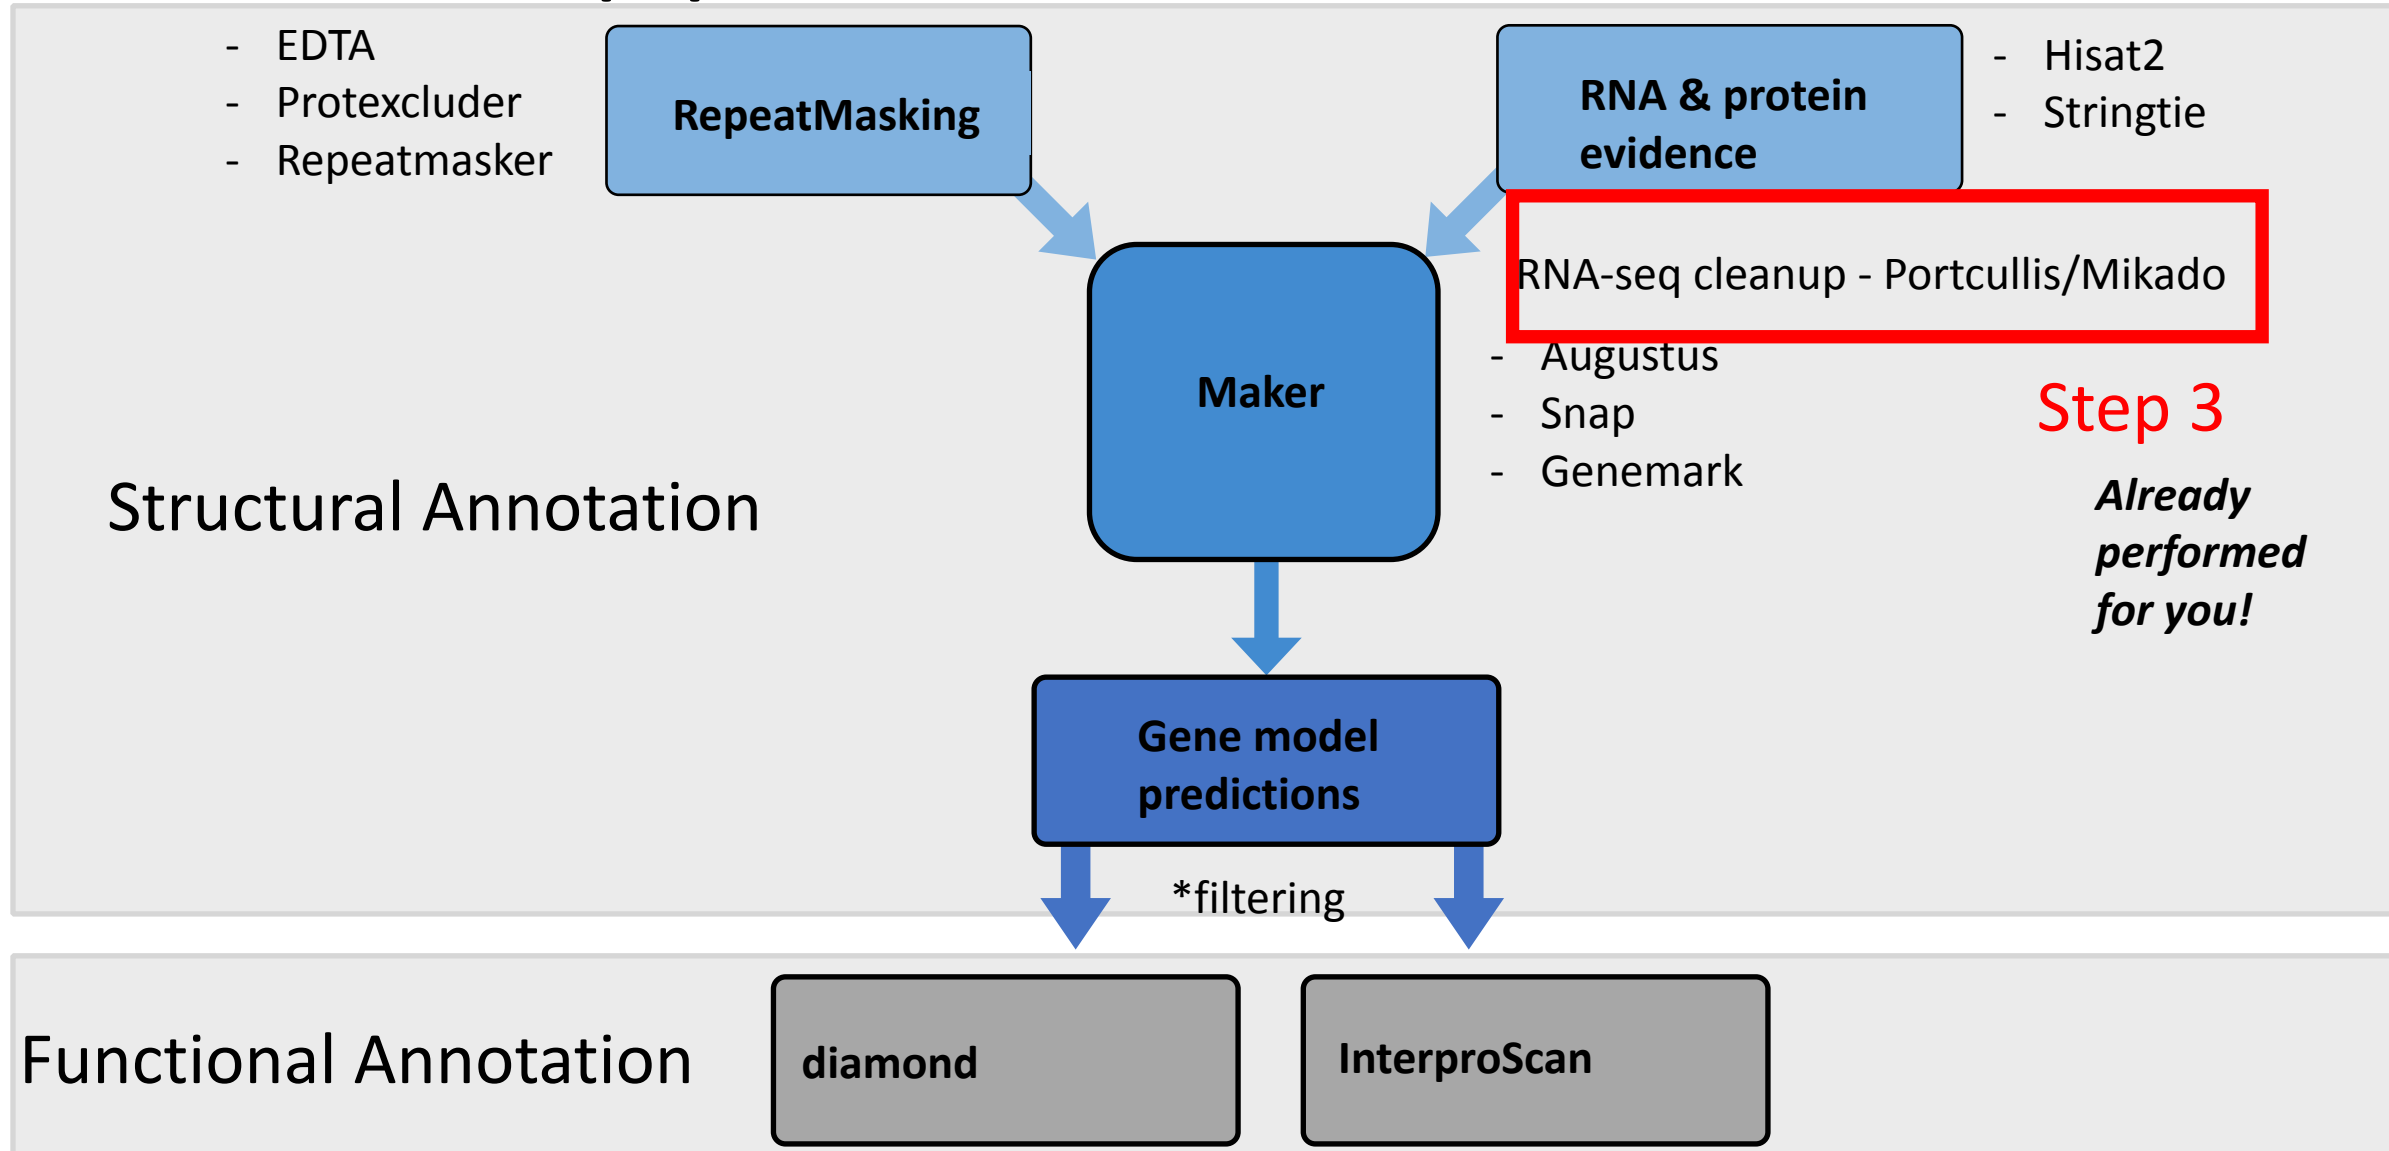 - EDTA
- Protexcluder
- Repeatmasker
RepeatMasking
RNA & protein
evidence
- Hisat2
- Stringtie
RNA-seq cleanup - Portcullis/Mikado
Maker
- Augustus
- Snap
- Genemark
Step 3
Already
performed
for you!
Structural Annotation
Gene model
predictions
*filtering
Functional Annotation
diamond
InterproScan